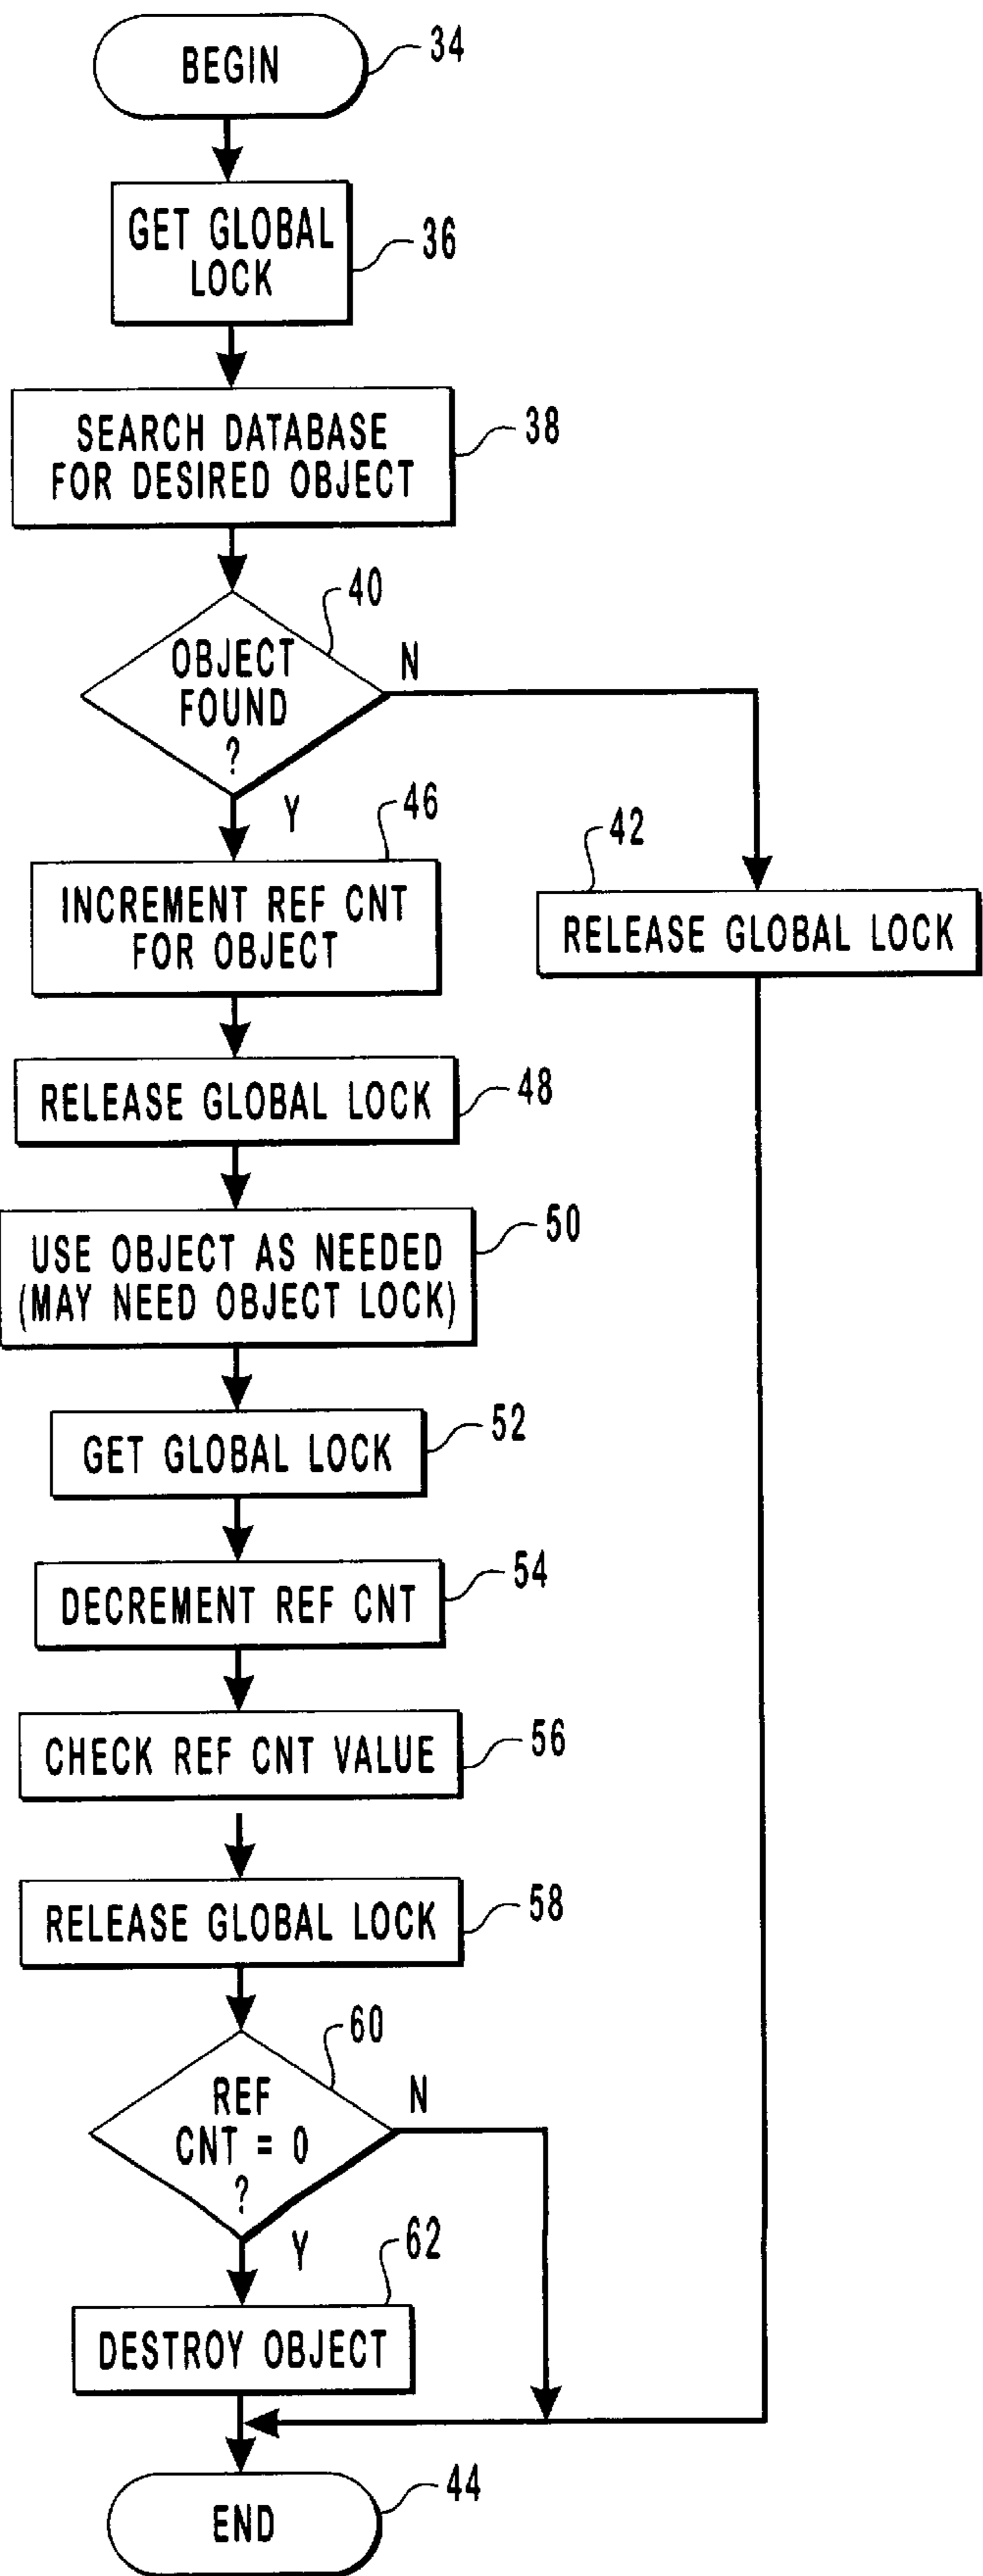 BEGIN
34
GET GLOBAL
LOCK
36
SEARCH DATABASE
FOR DESIRED OBJECT
38
40
OBJECT
FOUND
?
N
Y
46
INCREMENT REF CNT
FOR OBJECT
42
RELEASE GLOBAL LOCK
RELEASE GLOBAL LOCK
48
USE OBJECT AS NEEDED
(MAY NEED OBJECT LOCK)
50
GET GLOBAL LOCK
52
DECREMENT REF CNT
54
CHECK REF CNT VALUE
56
RELEASE GLOBAL LOCK
58
60
REF
CNT = 0
?
N
Y
62
DESTROY OBJECT
END
44